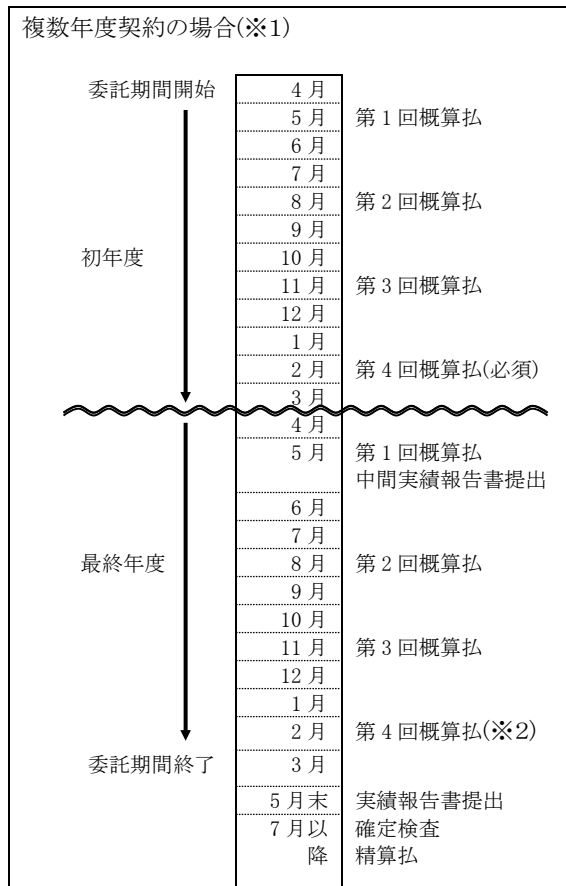 複数年度契約の場合(※1)
委託期間開始 4月
5月 第1回概算払
6月
7月
8月 第2回概算払
9月
初年度 10月
11月 第3回概算払
12月
1月
2月 第4回概算払(必須)
3月
4月
5月 第1回概算払
中間実績報告書提出
6月
7月
最終年度 8月 第2回概算払
9月
10月
11月 第3回概算払
12月
1月
2月 第4回概算払(※2)
委託期間終了 3月
5月末 実績報告書提出
7月以 確定検査
降 精算払